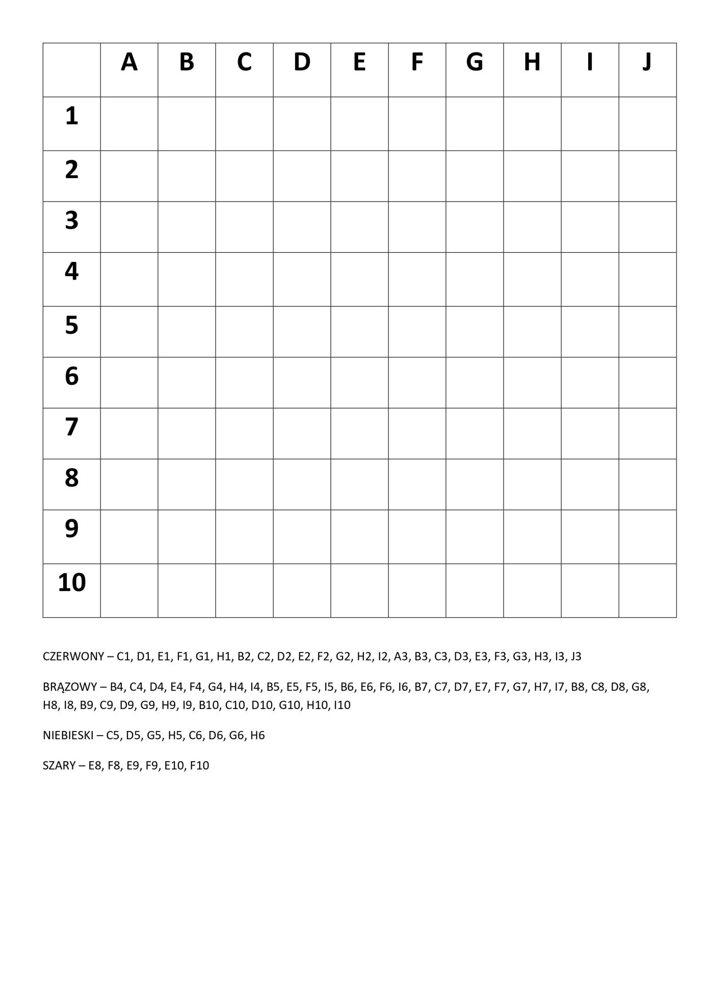 A B C D E F G H I J
1
2
3
4
5
6
7
8
9
10
CZERWONY – C1, D1, E1, F1, G1, H1, B2, C2, D2, E2, F2, G2, H2, I2, A3, B3, C3, D3, E3, F3, G3, H3, I3, J3
BRĄZOWY – B4, C4, D4, E4, F4, G4, H4, I4, B5, E5, F5, I5, B6, E6, F6, I6, B7, C7, D7, E7, F7, G7, H7, I7, B8, C8, D8, G8,
H8, I8, B9, C9, D9, G9, H9, I9, B10, C10, D10, G10, H10, I10
NIEBIESKI – C5, D5, G5, H5, C6, D6, G6, H6
SZARY – E8, F8, E9, F9, E10, F10